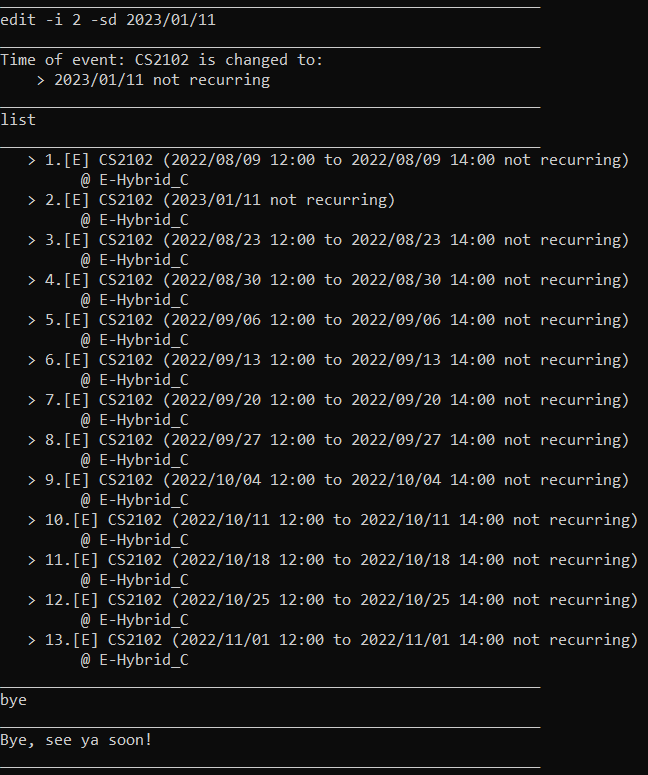 edit -i 2 -sd 2023/01/11
Time of event: CS2102 is changed to:
> 2023/01/11 not recurring
list
> 1.[E] CS2102 (2022/08/09 12:00 to 2022/08/09 14:00 not recurring)
@ E-Hybrid_C
> 2.[E] CS2102 (2023/01/11 not recurring)
@ E-Hybrid_C
> 3.[E] CS2102 (2022/08/23 12:00 to 2022/08/23 14:00 not recurring)
@ E-Hybrid_C
> 4.[E] CS2102 (2022/08/30 12:00 to 2022/08/30 14:00 not recurring)
@ E-Hybrid_C
> 5.[E] CS2102 (2022/09/06 12:00 to 2022/09/06 14:00 not recurring)
@ E-Hybrid_C
> 6.[E] CS2102 (2022/09/13 12:00 to 2022/09/13 14:00 not recurring)
@ E-Hybrid_C
> 7.[E] CS2102 (2022/09/20 12:00 to 2022/09/20 14:00 not recurring)
@ E-Hybrid_C
> 8.[E] CS2102 (2022/09/27 12:00 to 2022/09/27 14:00 not recurring)
@ E-Hybrid_C
> 9.[E] CS2102 (2022/10/04 12:00 to 2022/10/04 14:00 not recurring)
@ E-Hybrid_C
> 10.[E] CS2102 (2022/10/11 12:00 to 2022/10/11 14:00 not recurring)
@ E-Hybrid_C
> 11.[E] CS2102 (2022/10/18 12:00 to 2022/10/18 14:00 not recurring)
@ E-Hybrid_C
> 12.[E] CS2102 (2022/10/25 12:00 to 2022/10/25 14:00 not recurring)
@ E-Hybrid_C
> 13.[E] CS2102 (2022/11/01 12:00 to 2022/11/01 14:00 not recurring)
@ E-Hybrid_C
bye
Bye, see ya soon!